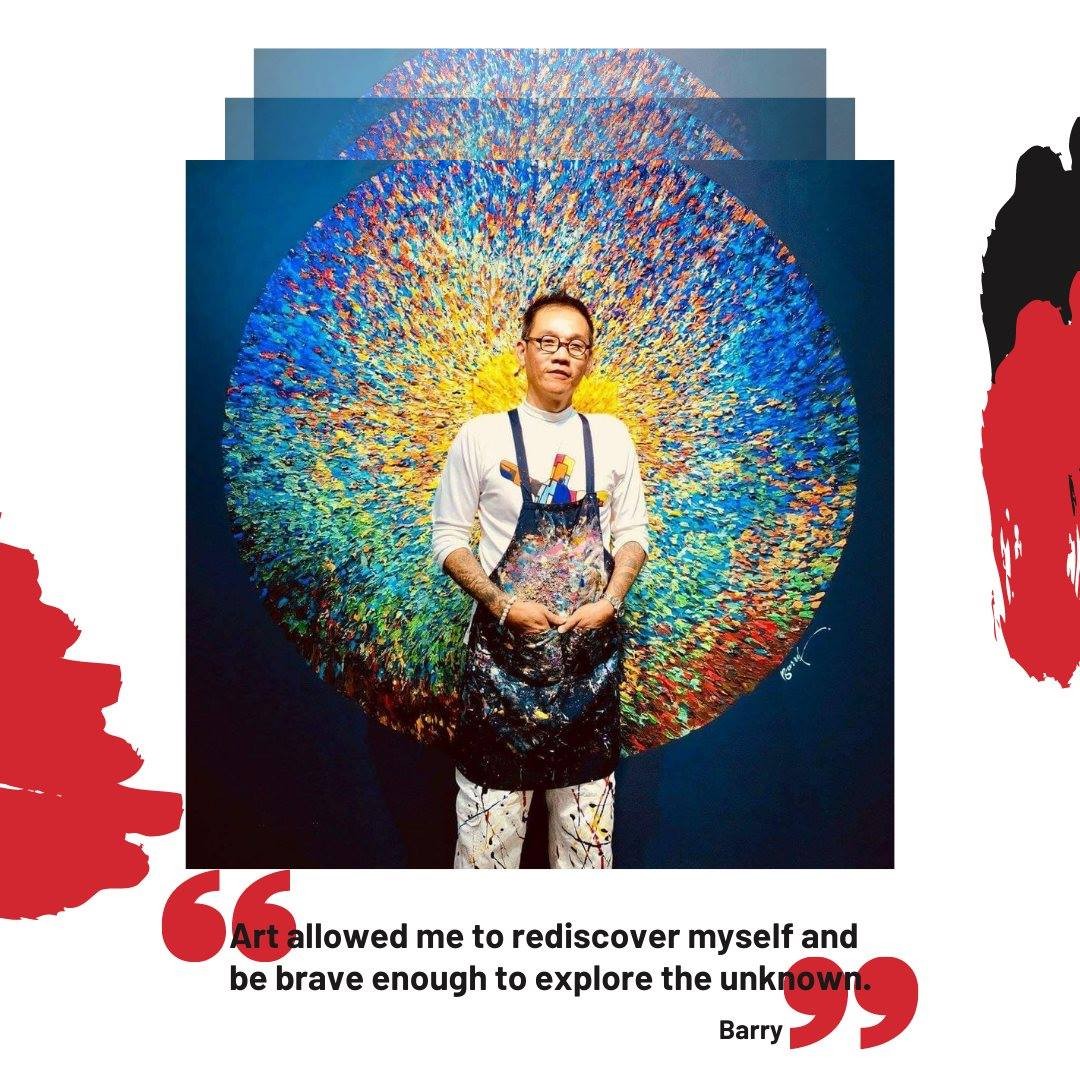 Art allowed me to rediscover myself and
be brave enough to explore the unknown.
Barry